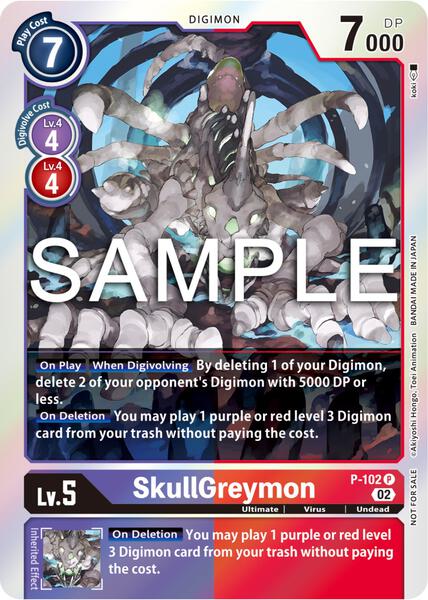 Play Cost
7
DIGIMON
7000
DP
Digivolve Cost
Lv.4
4
Lv.4
4
koki
SAMPLE
On Play When Digivolving By deleting 1 of your Digimon,
delete 2 of your opponent's Digimon with 5000 DP or
less.
On Deletion You may play 1 purple or red level 3 Digimon
card from your trash without paying the cost.
©Akiyoshi Hongo, Toei Animation BANDAI MADE IN JAPAN
NOT FOR SALE
Lv.5
SkullGreymon
P-102 P
02
Ultimate | Virus | Undead
Inherited Effect
On Deletion You may play 1 purple or red level
3 Digimon card from your trash without paying
the cost.